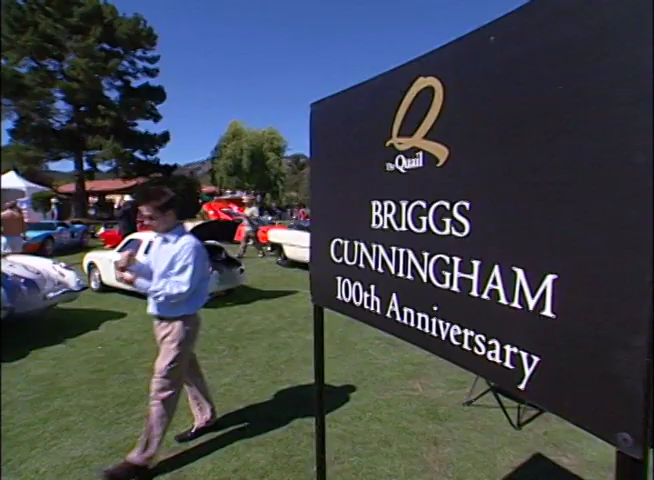 Q
The Quail
BRIGGS
CUNNINGHAM
100th Anniversary